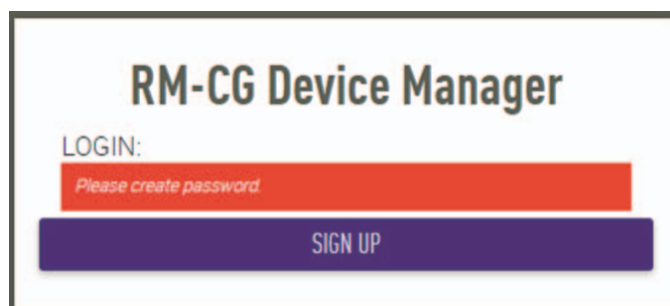 RM-CG Device Manager
LOGIN:
Please create password.
SIGN UP